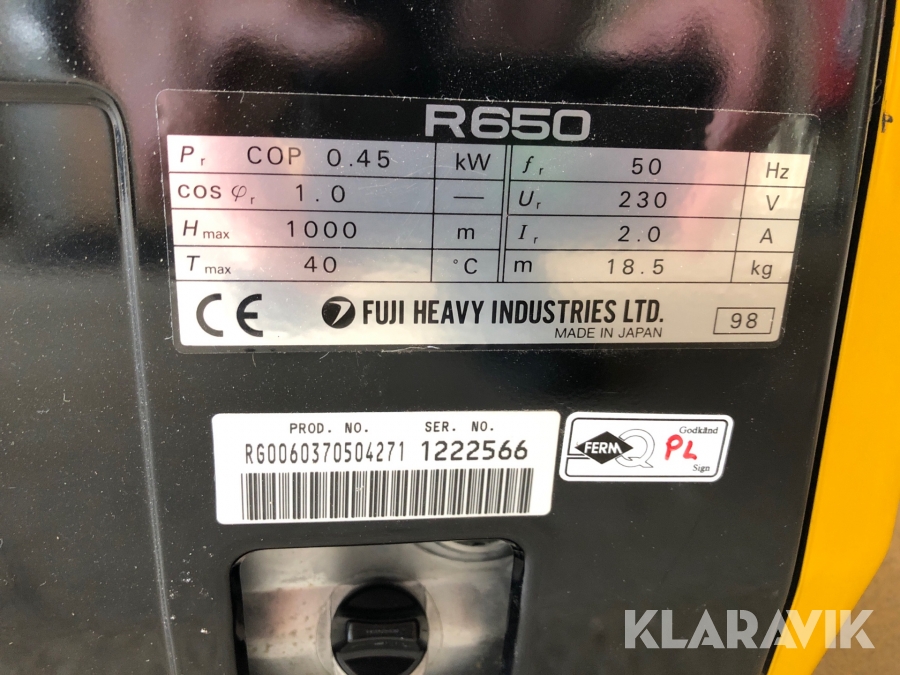 R650
Pr COP 0.45 kW fr 50 Hz
cos φr 1.0 — Ur 230 V
Hmax 1000 m Ir 2.0 A
Tmax 40 °C m 18.5 kg
CE FUJI HEAVY INDUSTRIES LTD. 98
MADE IN JAPAN
PROD. NO. SER. NO.
RG0060370504271 1222566
Godkänd
FERM Q PL
Sign
KLARAVIK